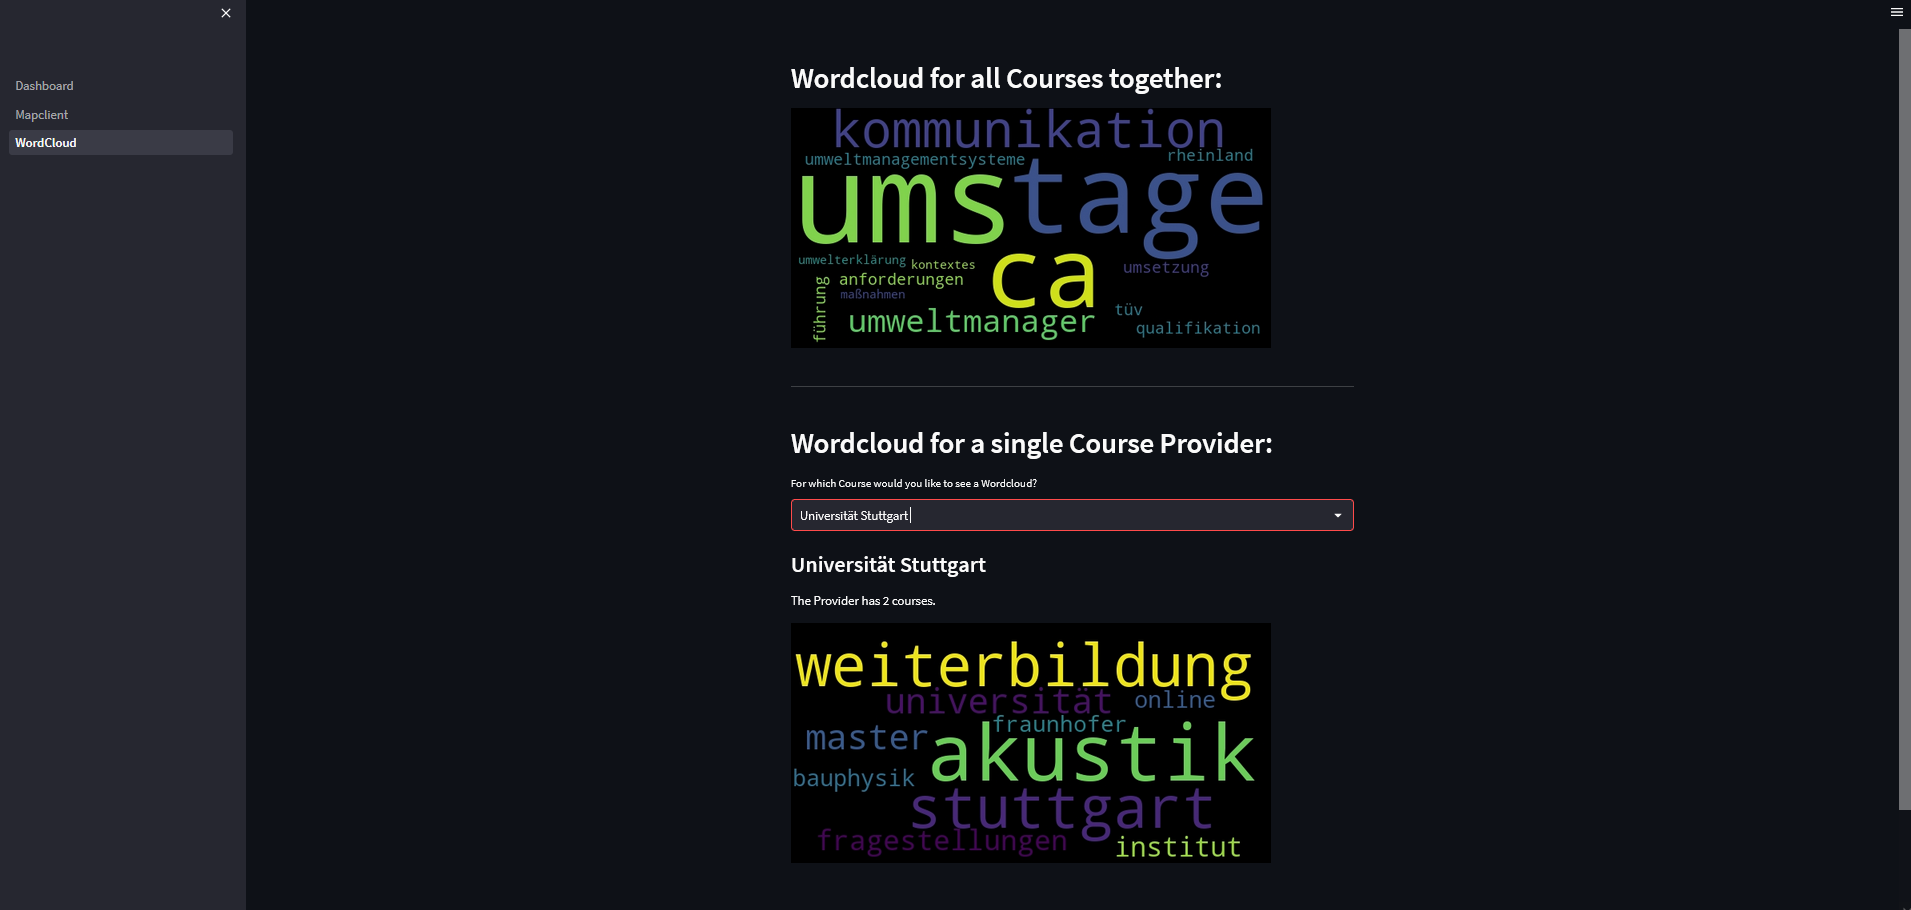 Dashboard
Mapclient
WordCloud
Wordcloud for all Courses together:
kommunikation
umweltmanagementsysteme
rheinland
ums
tage
umwelterklärung
kontextes
ca
umsetzung
anforderungen
maßnahmen
führung
umweltmanager
tüv
qualifikation
Wordcloud for a single Course Provider:
For which Course would you like to see a Wordcloud?
Universität Stuttgart
Universität Stuttgart
The Provider has 2 courses.
weiterbildung
universität
online
fraunhofer
master
akustik
bauphysik
stuttgart
fragestellungen
institut